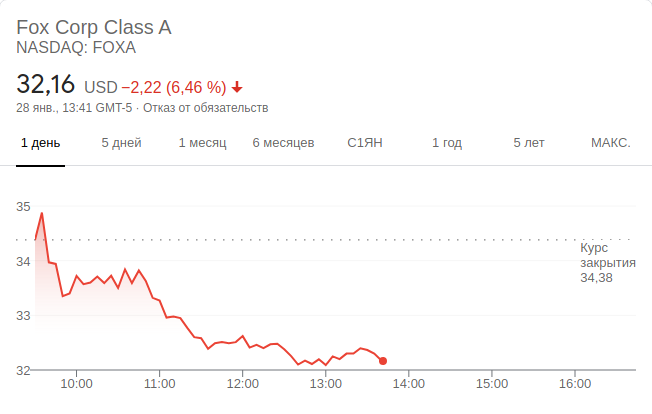 Fox Corp Class A
NASDAQ: FOXA
32,16 USD −2,22 (6,46 %)
28 янв., 13:41 GMT-5 · Отказ от обязательств
1 день 5 дней 1 месяц 6 месяцев С1ЯН 1 год 5 лет МАКС.
35
34
33
32
Курс
закрытия
34,38
10:00 11:00 12:00 13:00 14:00 15:00 16:00